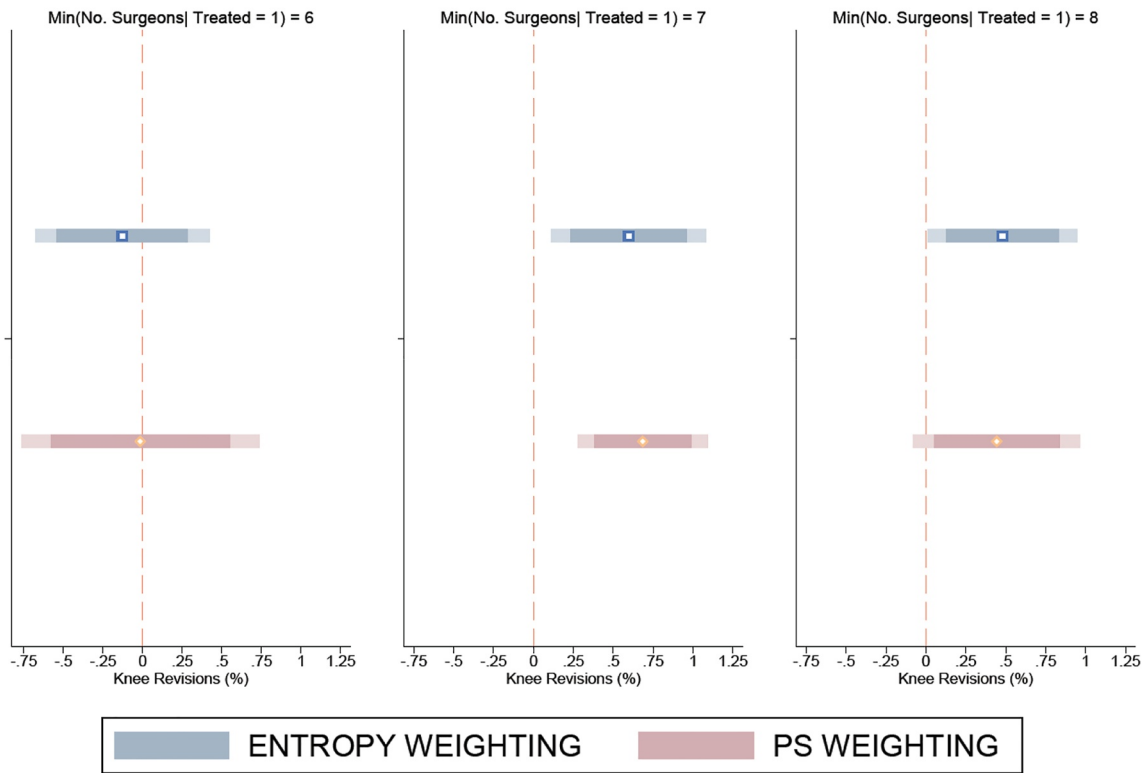 Min(No. Surgeons| Treated = 1) = 6
Min(No. Surgeons| Treated = 1) = 7
Min(No. Surgeons| Treated = 1) = 8
-.75 -.5 -.25 0 .25 .5 .75 1 1.25
Knee Revisions (%)
-.75 -.5 -.25 0 .25 .5 .75 1 1.25
Knee Revisions (%)
-.75 -.5 -.25 0 .25 .5 .75 1 1.25
Knee Revisions (%)
ENTROPY WEIGHTING
PS WEIGHTING